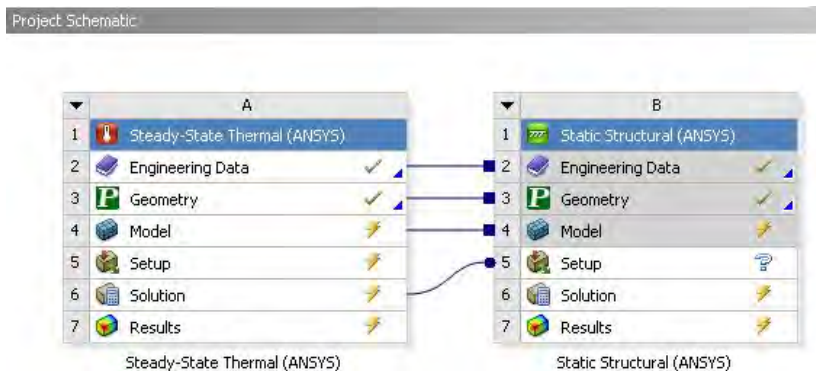 Project Schematic
A
1 Steady-State Thermal (ANSYS)
2 Engineering Data
3 P Geometry
4 Model
5 Setup
6 Solution
7 Results
Steady-State Thermal (ANSYS)
B
1 Static Structural (ANSYS)
2 Engineering Data
3 P Geometry
4 Model
5 Setup ?
6 Solution
7 Results
Static Structural (ANSYS)